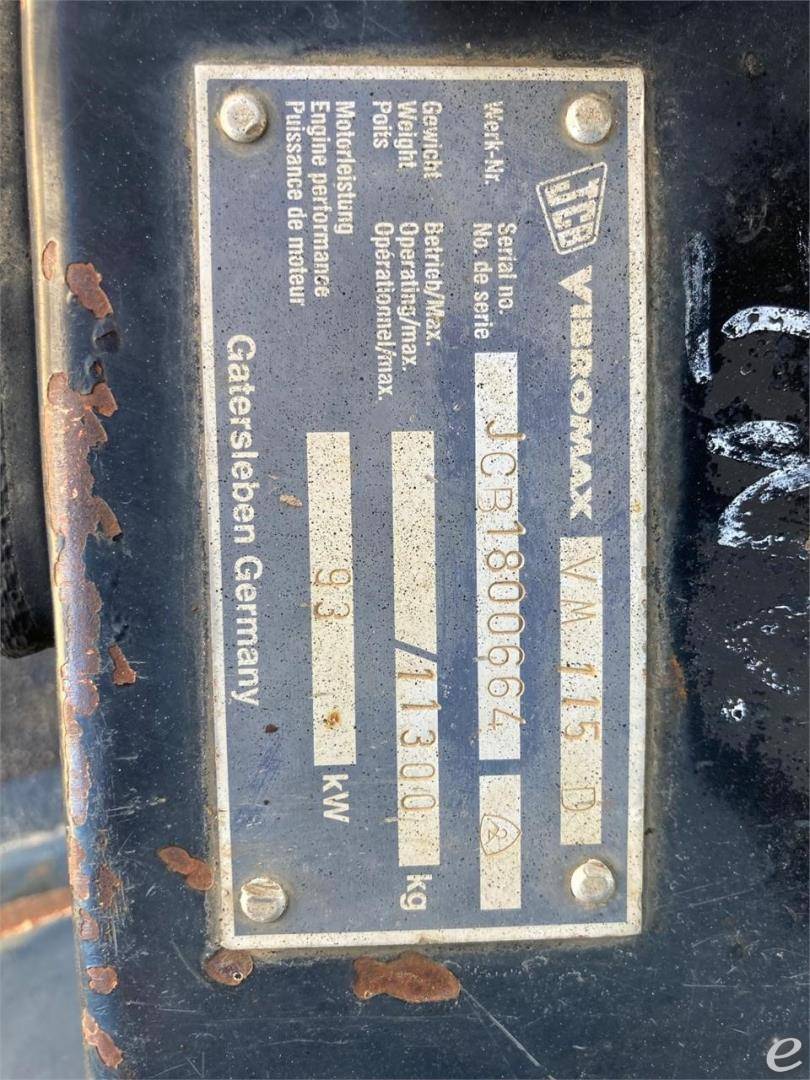 JCB VIBROMAX VM 115 D
Werk-Nr. Serial no. JCB1800664 2
No. de serie
Gewicht Betrieb/Max.
Weight Operating/max. /11300 kg
Poits Opérationnel/max.
Motorleistung
Engine performance 93 kW
Puissance de moteur
Gatersleben Germany
e